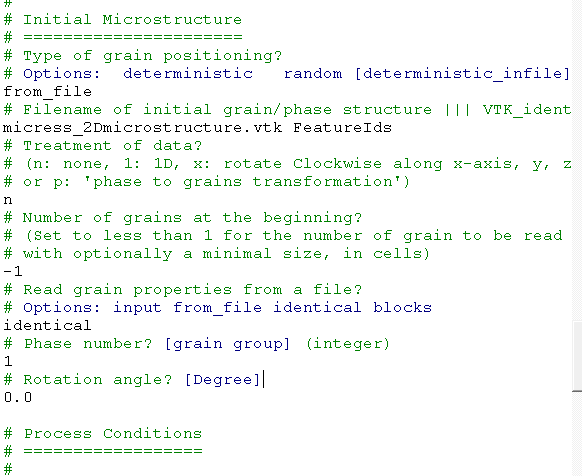 #
# Initial Microstructure
# ======================
# Type of grain positioning?
# Options:  deterministic   random [deterministic_infile]
from_file
# Filename of initial grain/phase structure ||| VTK_ident
micress_2Dmicrostructure.vtk FeatureIds
# Treatment of data?
# (n: none, 1: 1D, x: rotate Clockwise along x-axis, y, z
# or p: 'phase to grains transformation')
n
# Number of grains at the beginning?
# (Set to less than 1 for the number of grain to be read
# with optionally a minimal size, in cells)
-1
# Read grain properties from a file?
# Options: input from_file identical blocks
identical
# Phase number? [grain group] (integer)
1
# Rotation angle? [Degree]
0.0

# Process Conditions
# ==================
#